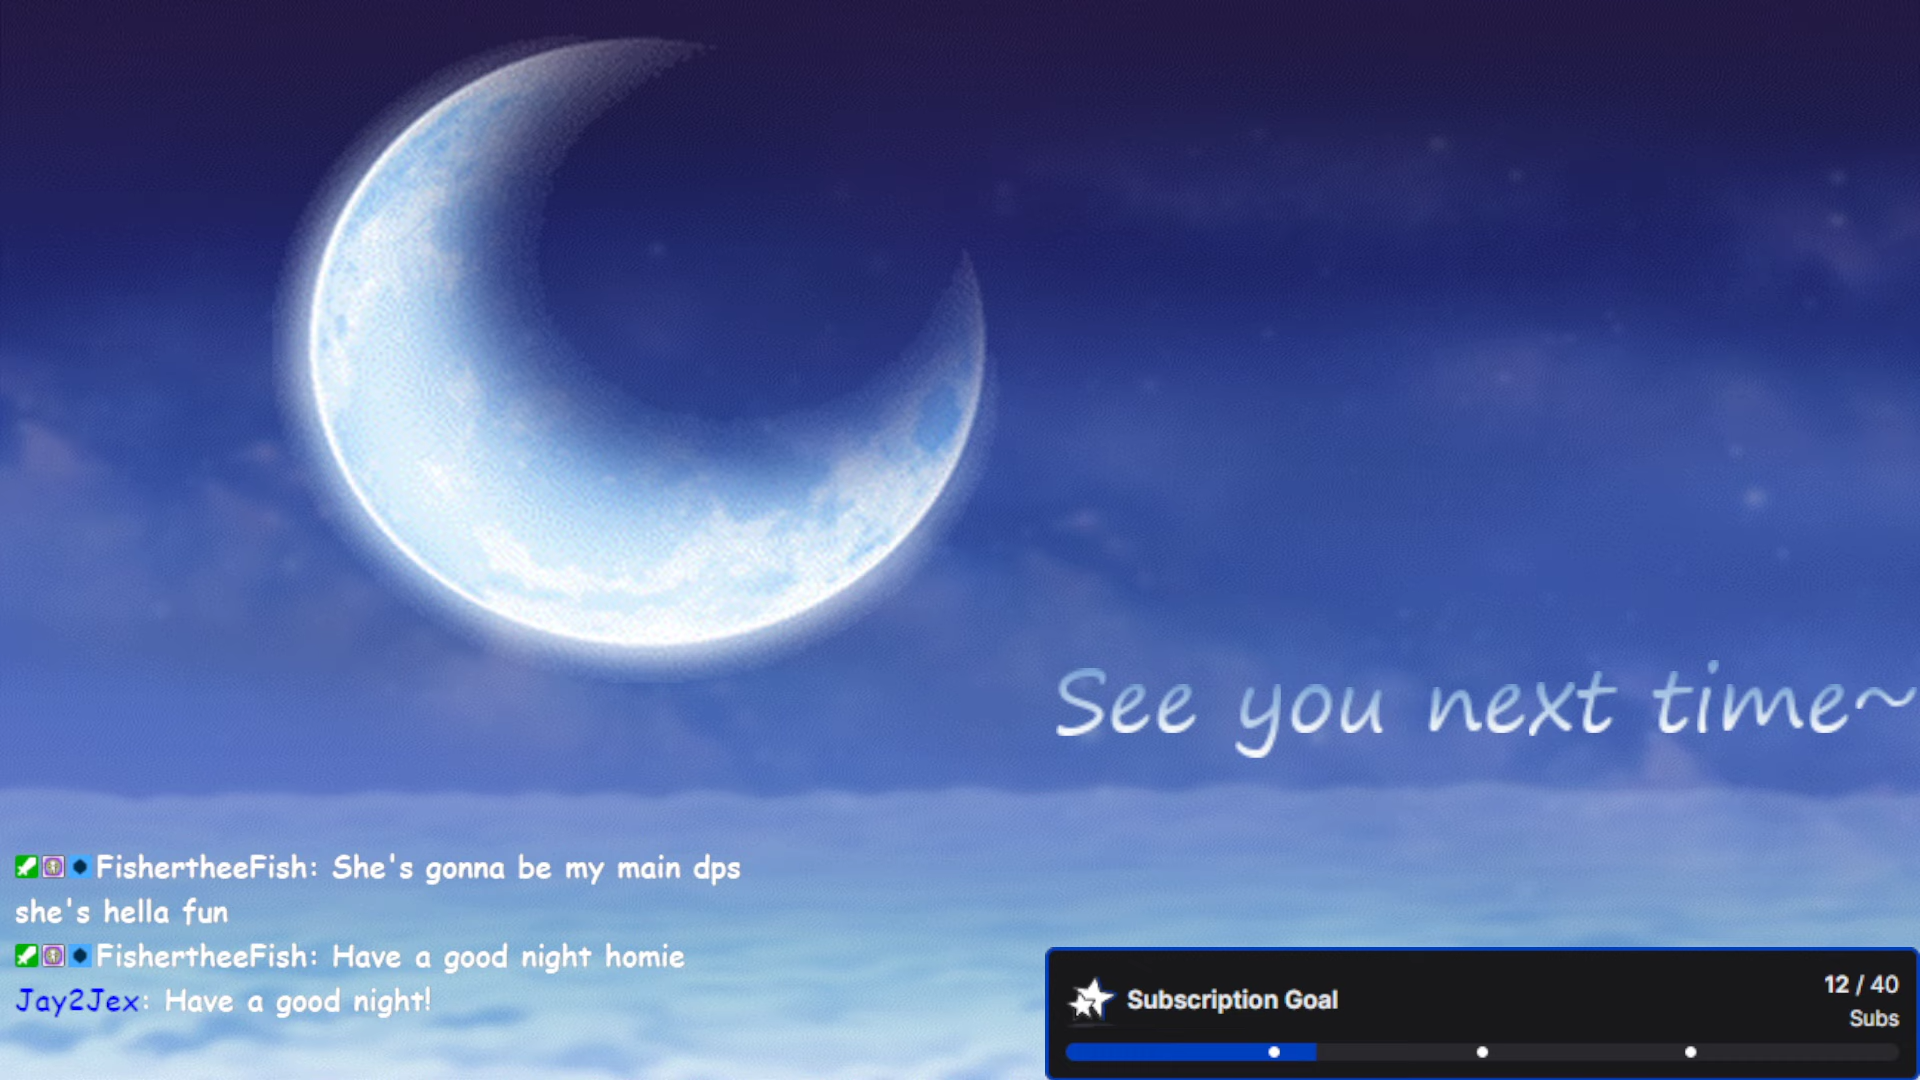 See you next time~
FishertheeFish: She's gonna be my main dps
she's hella fun
FishertheeFish: Have a good night homie
Jay2Jex: Have a good night!
Subscription Goal
12 / 40
Subs